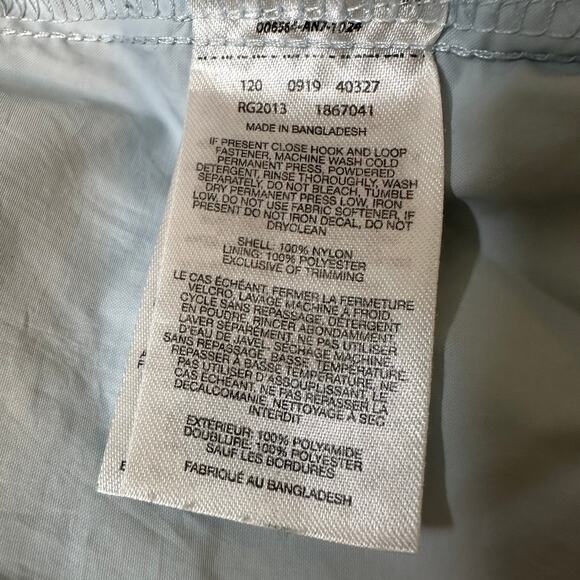 006564-AN7-1024
120 0919 40327
RG2013 1867041
MADE IN BANGLADESH
IF PRESENT CLOSE HOOK AND LOOP
FASTENER, MACHINE WASH COLD
PERMANENT PRESS, POWDERED
DETERGENT, RINSE THOROUGHLY, WASH
SEPARATELY, DO NOT BLEACH, TUMBLE
DRY PERMANENT PRESS LOW, IRON
LOW, DO NOT USE FABRIC SOFTENER, IF
PRESENT DO NOT IRON DECAL, DO NOT
DRYCLEAN
SHELL: 100% NYLON
LINING: 100% POLYESTER
EXCLUSIVE OF TRIMMING
LE CAS ÉCHÉANT, FERMER LA FERMETURE
VELCRO, LAVAGE MACHINE À FROID,
CYCLE SANS REPASSAGE, DÉTERGENT
EN POUDRE, RINCER ABONDAMMENT,
LAVER SÉPAREMENT, NE PAS UTILISER
D'EAU DE JAVEL, SÉCHAGE MACHINE,
SANS REPASSAGE, BASSE TEMPÉRATURE,
REPASSER À BASSE TEMPÉRATURE, NE
PAS UTILISER D'ASSOUPLISSANT, LE
CAS ÉCHÉANT, NE PAS REPASSER LA
DÉCALCOMANIE, NETTOYAGE A SEC
INTERDIT
EXTERIEUR: 100% POLYAMIDE
DOUBLURE: 100% POLYESTER
SAUF LES BORDURES
FABRIQUÉ AU BANGLADESH